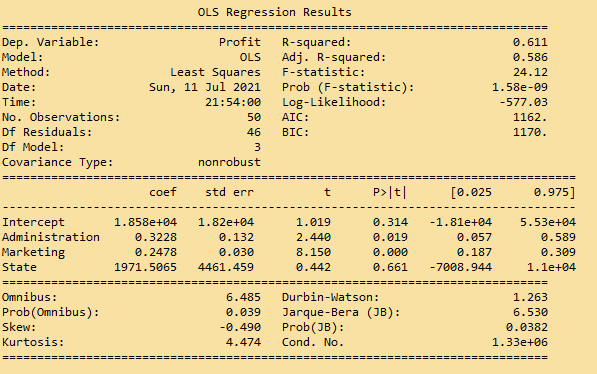 OLS Regression Results
==============================================================================
Dep. Variable:                 Profit   R-squared:                       0.611
Model:                            OLS   Adj. R-squared:                  0.586
Method:                 Least Squares   F-statistic:                     24.12
Date:                Sun, 11 Jul 2021   Prob (F-statistic):           1.58e-09
Time:                        21:54:00   Log-Likelihood:                -577.03
No. Observations:                  50   AIC:                             1162.
Df Residuals:                      46   BIC:                             1170.
Df Model:                           3
Covariance Type:            nonrobust
==================================================================================
                     coef    std err          t      P>|t|      [0.025      0.975]
----------------------------------------------------------------------------------
Intercept       1.858e+04   1.82e+04      1.019      0.314   -1.81e+04    5.53e+04
Administration     0.3228      0.132      2.440      0.019       0.057       0.589
Marketing          0.2478      0.030      8.150      0.000       0.187       0.309
State           1971.5065   4461.459      0.442      0.661   -7008.944     1.1e+04
==============================================================================
Omnibus:                        6.485   Durbin-Watson:                   1.263
Prob(Omnibus):                  0.039   Jarque-Bera (JB):                6.530
Skew:                          -0.490   Prob(JB):                       0.0382
Kurtosis:                       4.474   Cond. No.                     1.33e+06
==============================================================================